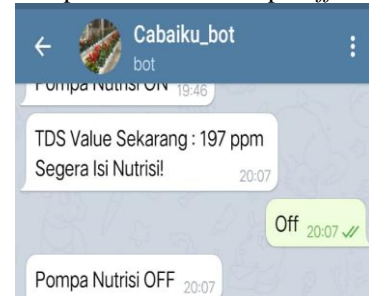 Cabaiku_bot
bot
Pompa Nutrisi ON 19:46
TDS Value Sekarang : 197 ppm
Segera Isi Nutrisi! 20:07
Off 20:07
Pompa Nutrisi OFF 20:07